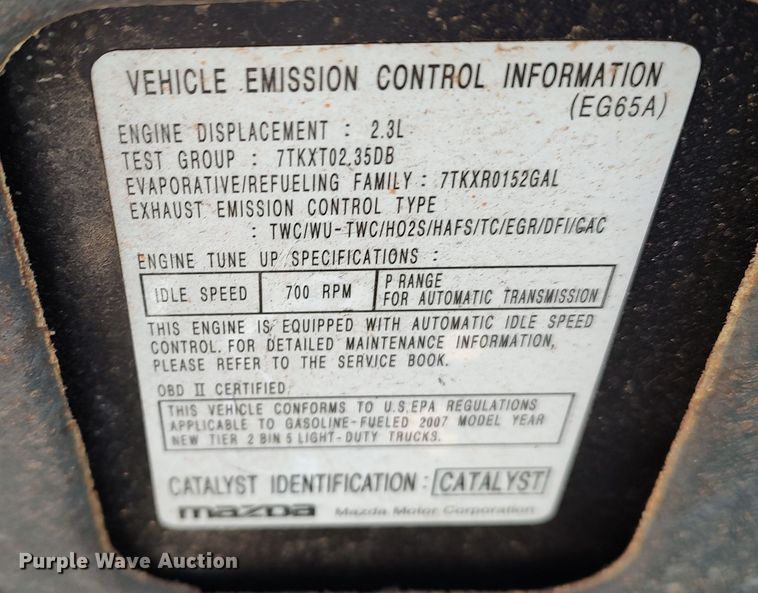 VEHICLE EMISSION CONTROL INFORMATION
(EG65A)
ENGINE DISPLACEMENT : 2.3L
TEST GROUP : 7TKXT02.35DB
EVAPORATIVE/REFUELING FAMILY : 7TKXR0152GAL
EXHAUST EMISSION CONTROL TYPE
: TWC/WU-TWC/HO2S/HAFS/TC/EGR/DFI/CAC
ENGINE TUNE UP SPECIFICATIONS :
IDLE SPEED 700 RPM P RANGE
FOR AUTOMATIC TRANSMISSION
THIS ENGINE IS EQUIPPED WITH AUTOMATIC IDLE SPEED
CONTROL. FOR DETAILED MAINTENANCE INFORMATION,
PLEASE REFER TO THE SERVICE BOOK.
OBD II CERTIFIED
THIS VEHICLE CONFORMS TO U.S.EPA REGULATIONS
APPLICABLE TO GASOLINE-FUELED 2007 MODEL YEAR
NEW TIER 2 BIN 5 LIGHT-DUTY TRUCKS.
CATALYST IDENTIFICATION : CATALYST
mazda Mazda Motor Corporation
Purple Wave Auction